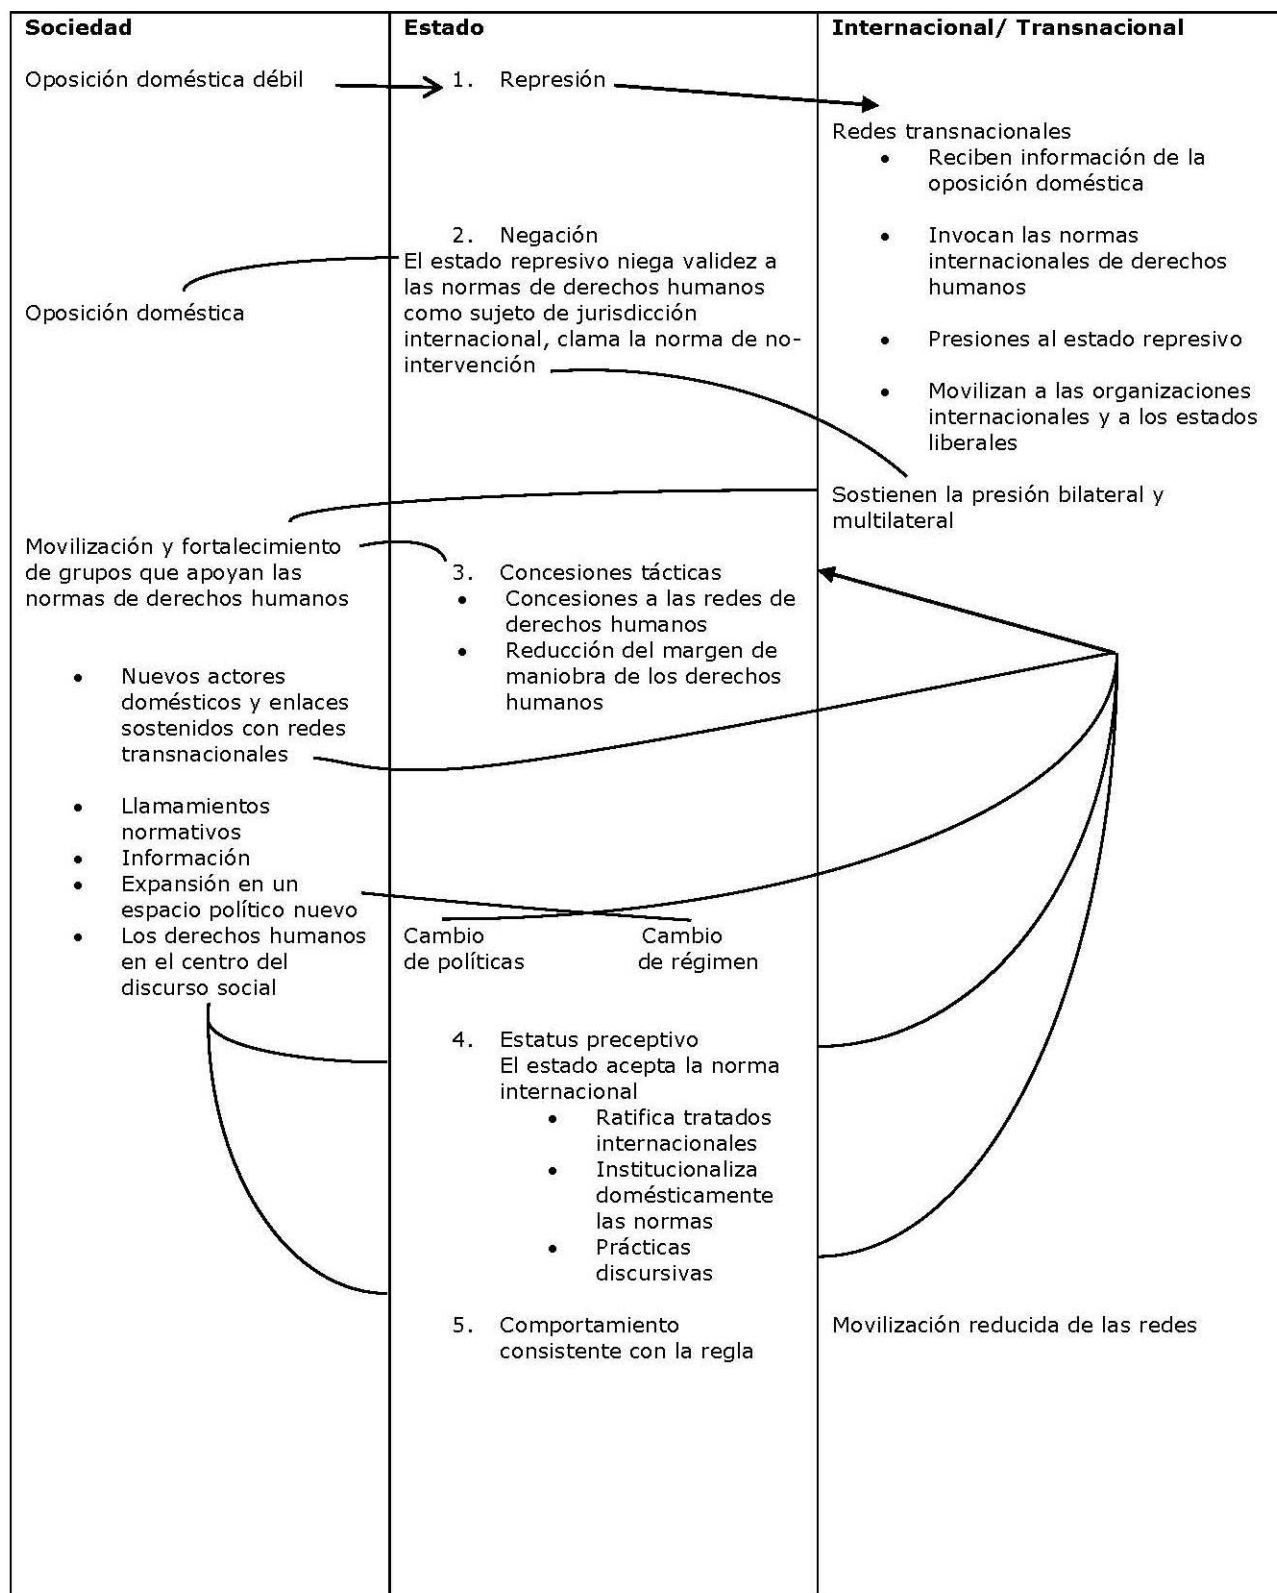 Sociedad
Estado
Internacional/ Transnacional
Oposición doméstica débil
1. Represión
Redes transnacionales
• Reciben información de la
oposición doméstica
2. Negación
• Invocan las normas
internacionales de derechos
humanos
El estado represivo niega validez a
las normas de derechos humanos
como sujeto de jurisdicción
internacional, clama la norma de no-
intervención
Oposición doméstica
• Presiones al estado represivo
• Movilizan a las organizaciones
internacionales y a los estados
liberales
Sostienen la presión bilateral y
multilateral
Movilización y fortalecimiento
de grupos que apoyan las
normas de derechos humanos
3. Concesiones tácticas
• Concesiones a las redes de
derechos humanos
• Reducción del margen de
maniobra de los derechos
humanos
• Nuevos actores
domésticos y enlaces
sostenidos con redes
transnacionales
• Llamamientos
normativos
• Información
• Expansión en un
espacio político nuevo
• Los derechos humanos
en el centro del
discurso social
Cambio
de políticas
Cambio
de régimen
4. Estatus preceptivo
El estado acepta la norma
internacional
• Ratifica tratados
internacionales
• Institucionaliza
domésticamente
las normas
• Prácticas
discursivas
5. Comportamiento
consistente con la regla
Movilización reducida de las redes